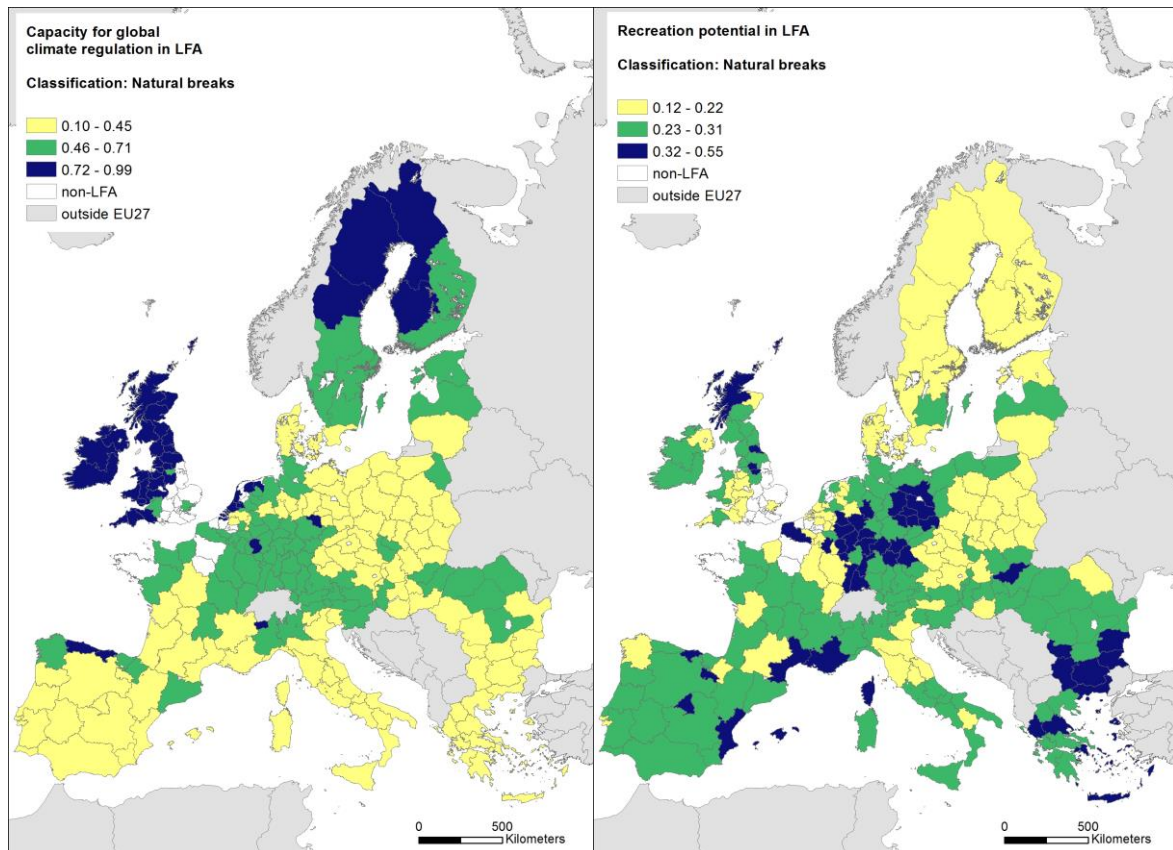 Capacity for global
climate regulation in LFA
Classification: Natural breaks
0.10 - 0.45
0.46 - 0.71
0.72 - 0.99
non-LFA
outside EU27
0 500
Kilometers
Recreation potential in LFA
Classification: Natural breaks
0.12 - 0.22
0.23 - 0.31
0.32 - 0.55
non-LFA
outside EU27
0 500
Kilometers